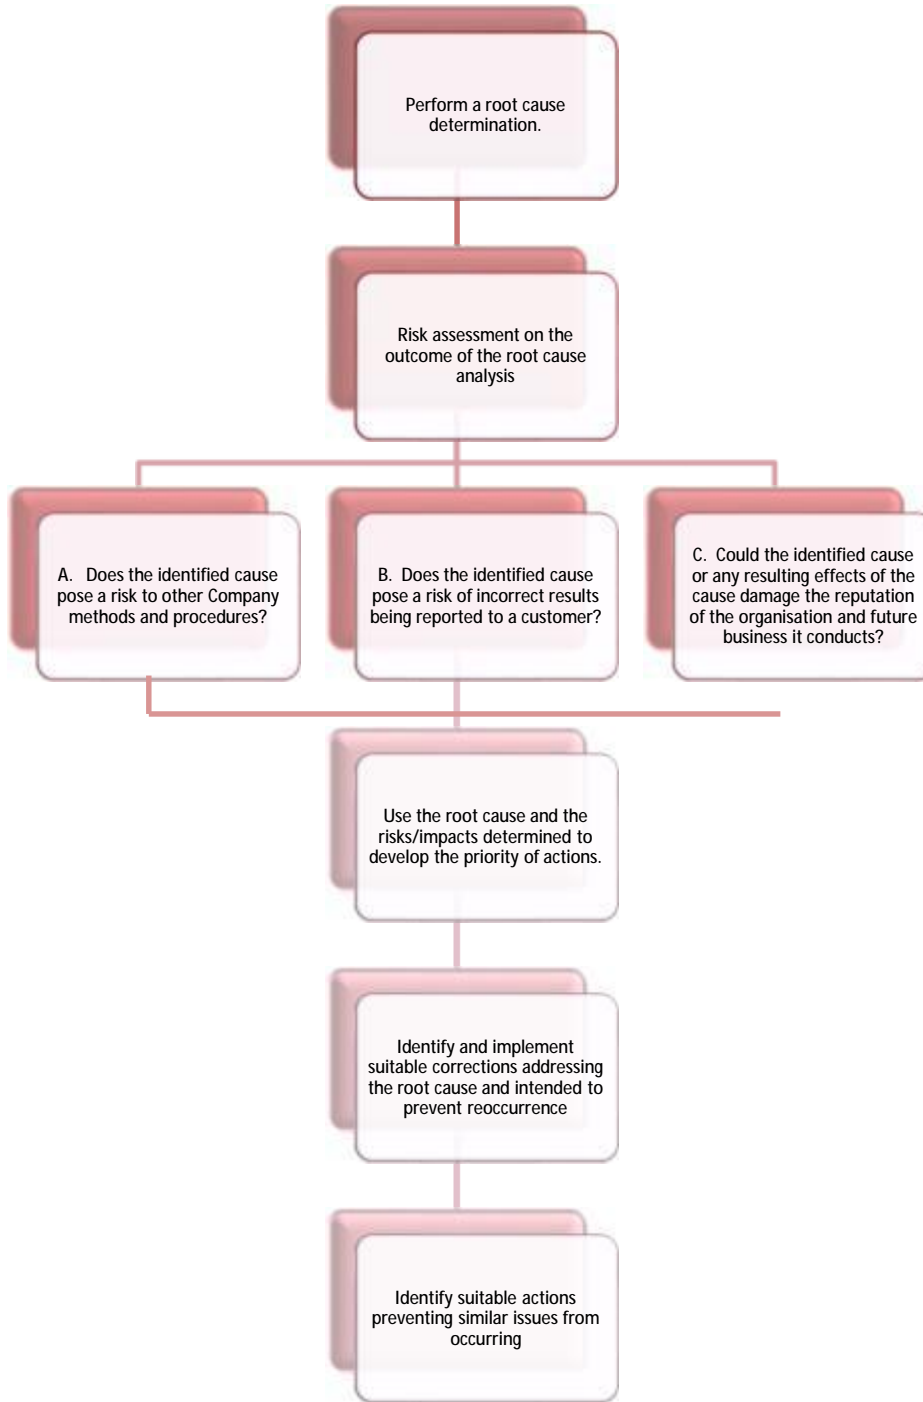 Perform a root cause
determination.
Risk assessment on the
outcome of the root cause
analysis
A. Does the identified cause
pose a risk to other Company
methods and procedures?
B. Does the identified cause
pose a risk of incorrect results
being reported to a customer?
C. Could the identified cause
or any resulting effects of the
cause damage the reputation
of the organisation and future
business it conducts?
Use the root cause and the
risks/impacts determined to
develop the priority of actions.
Identify and implement
suitable corrections addressing
the root cause and intended to
prevent reoccurrence
Identify suitable actions
preventing similar issues from
occurring